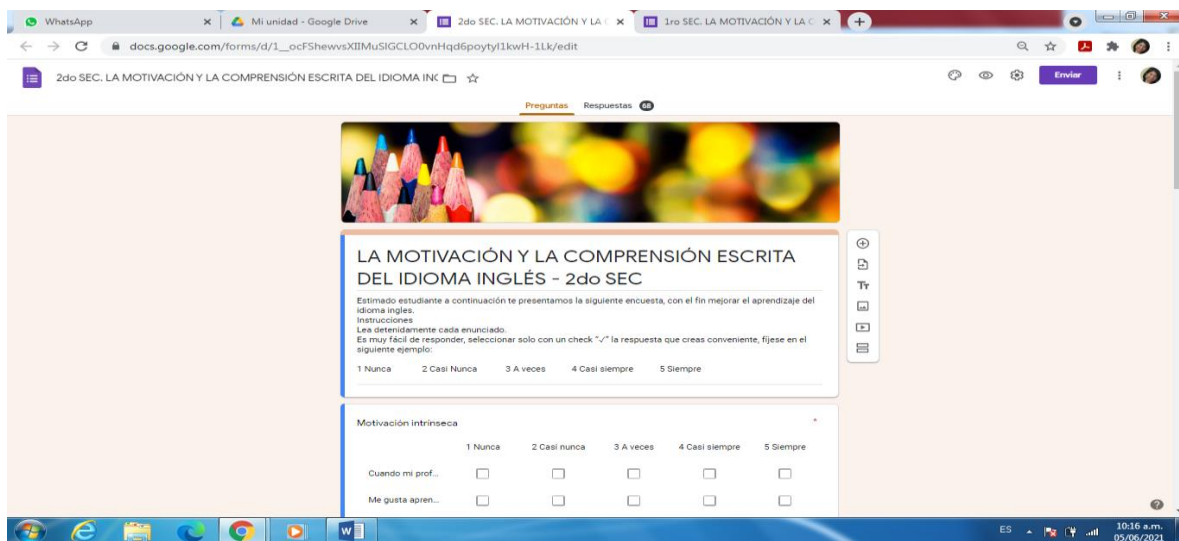 WhatsApp
Mi unidad - Google Drive
2do SEC. LA MOTIVACIÓN Y LA C
1ro SEC. LA MOTIVACIÓN Y LA C
docs.google.com/forms/d/1__ocFShewvsXIIMuSIGCLO0vnHqd6poytyI1kwH-1Lk/edit
2do SEC. LA MOTIVACIÓN Y LA COMPRENSIÓN ESCRITA DEL IDIOMA IN
Enviar
Preguntas Respuestas 68
LA MOTIVACIÓN Y LA COMPRENSIÓN ESCRITA
DEL IDIOMA INGLÉS - 2do SEC
Estimado estudiante a continuación te presentamos la siguiente encuesta, con el fin mejorar el aprendizaje del
idioma ingles.
Instrucciones
Lea detenidamente cada enunciado.
Es muy fácil de responder, seleccionar solo con un check "✓" la respuesta que creas conveniente, fíjese en el
siguiente ejemplo:
1 Nunca 2 Casi Nunca 3 A veces 4 Casi siempre 5 Siempre
Motivación intrínseca *
1 Nunca 2 Casi nunca 3 A veces 4 Casi siempre 5 Siempre
Cuando mi prof...
Me gusta apren...
ES 10:16 a.m.
05/06/2021